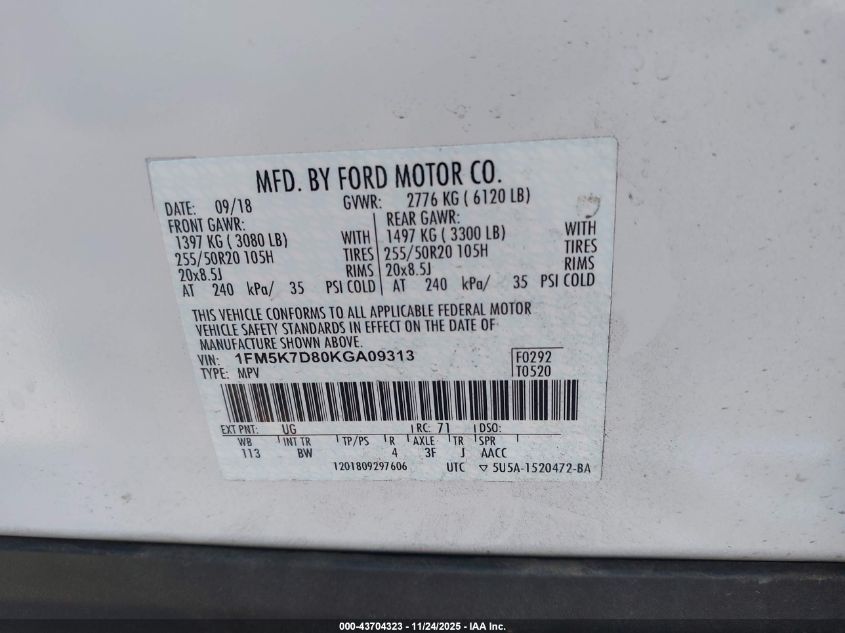 MFD. BY FORD MOTOR CO.
DATE: 09/18 GVWR: 2776 KG ( 6120 LB)
FRONT GAWR: REAR GAWR:
1397 KG ( 3080 LB) WITH 1497 KG ( 3300 LB) WITH
255/50R20 105H TIRES 255/50R20 105H TIRES
20x8.5J RIMS 20x8.5J RIMS
AT 240 kPa/ 35 PSI COLD AT 240 kPa/ 35 PSI COLD
THIS VEHICLE CONFORMS TO ALL APPLICABLE FEDERAL MOTOR
VEHICLE SAFETY STANDARDS IN EFFECT ON THE DATE OF
MANUFACTURE SHOWN ABOVE.
VIN: 1FM5K7D80KGA09313 F0292
TYPE: MPV T0520
EXT PNT: UG RC: 71 DSO:
WB INT TR TP/PS R AXLE TR SPR
113 BW 4 3F J AACC
1201809297606 UTC ▽ 5U5A-1520472-BA
000-43704323 - 11/24/2025 - IAA Inc.